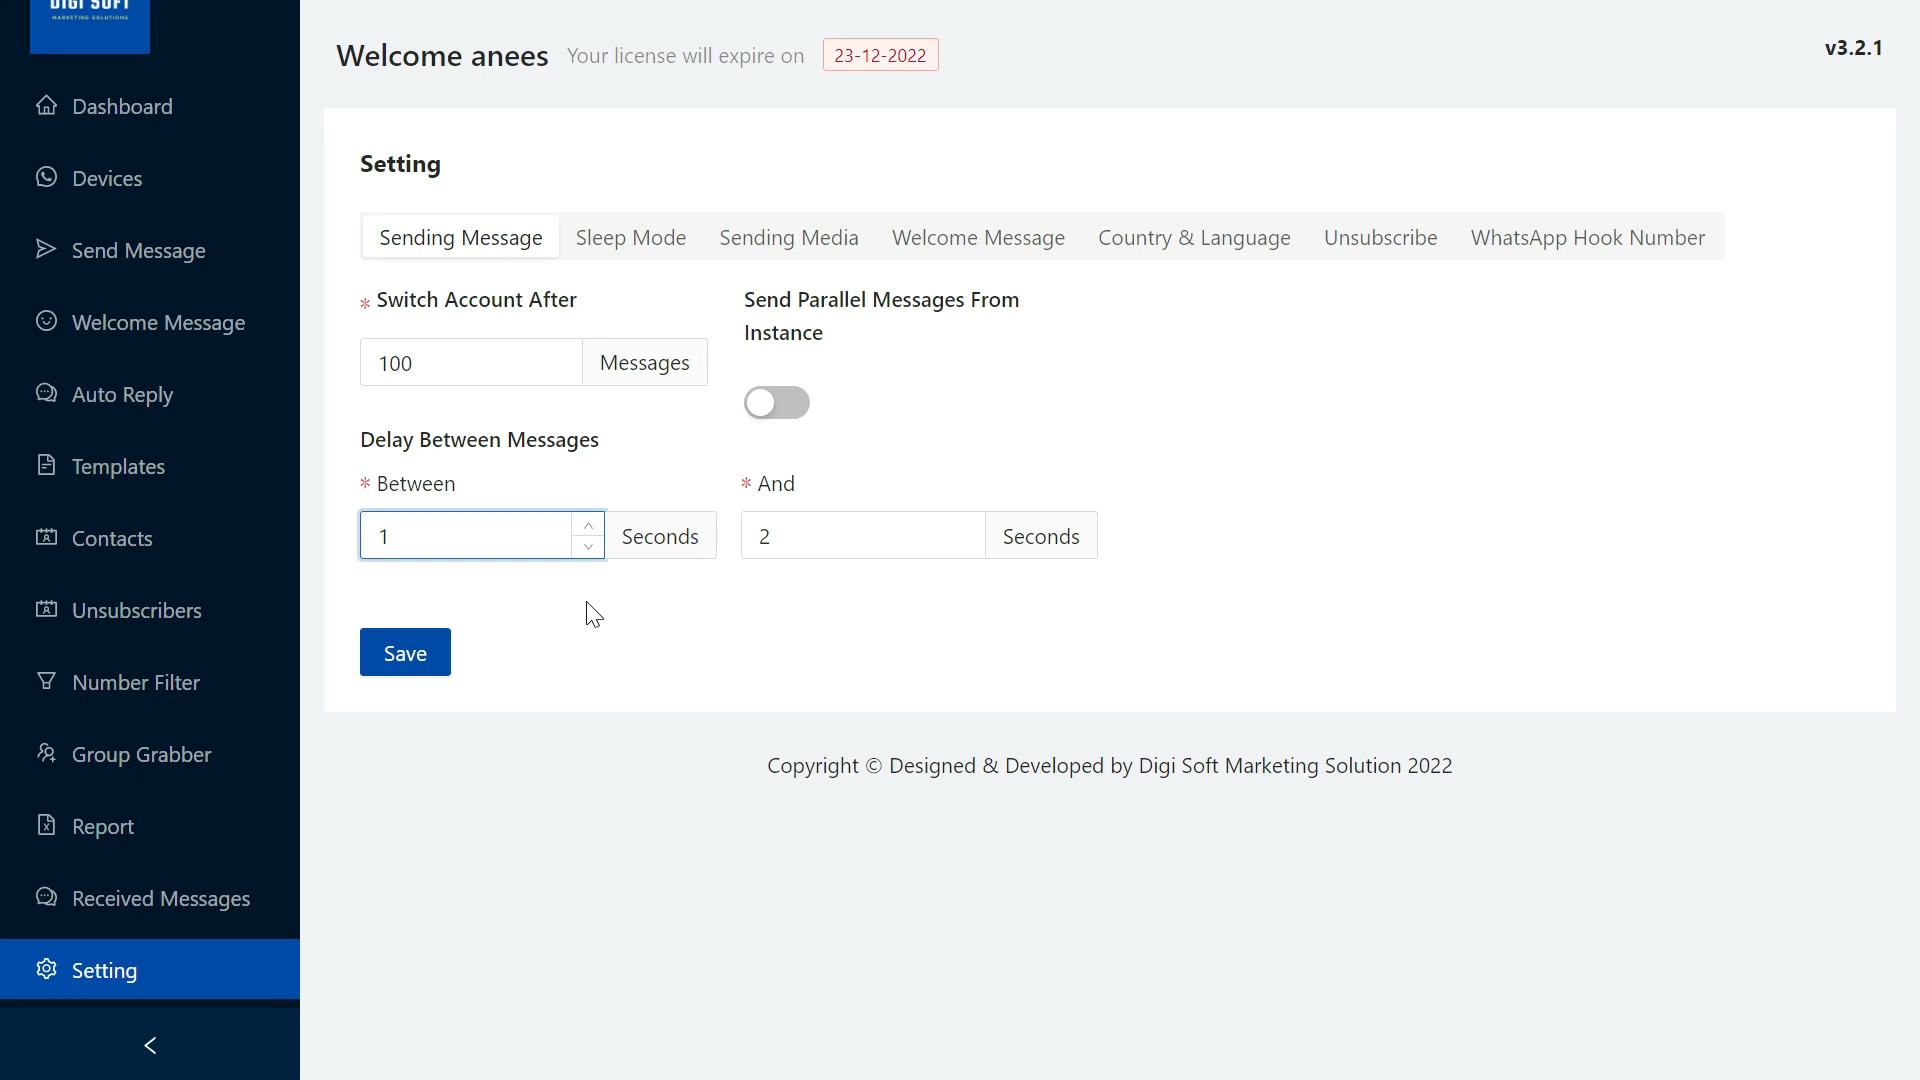 DIGI SOFT
MARKETING SOLUTIONS
Dashboard
Devices
Send Message
Welcome Message
Auto Reply
Templates
Contacts
Unsubscribers
Number Filter
Group Grabber
Report
Received Messages
Setting
Welcome anees Your license will expire on 23-12-2022
v3.2.1
Setting
Sending Message Sleep Mode Sending Media Welcome Message Country & Language Unsubscribe WhatsApp Hook Number
* Switch Account After
100 Messages
Send Parallel Messages From
Instance
Delay Between Messages
* Between
1 Seconds
* And
2 Seconds
Save
Copyright © Designed & Developed by Digi Soft Marketing Solution 2022